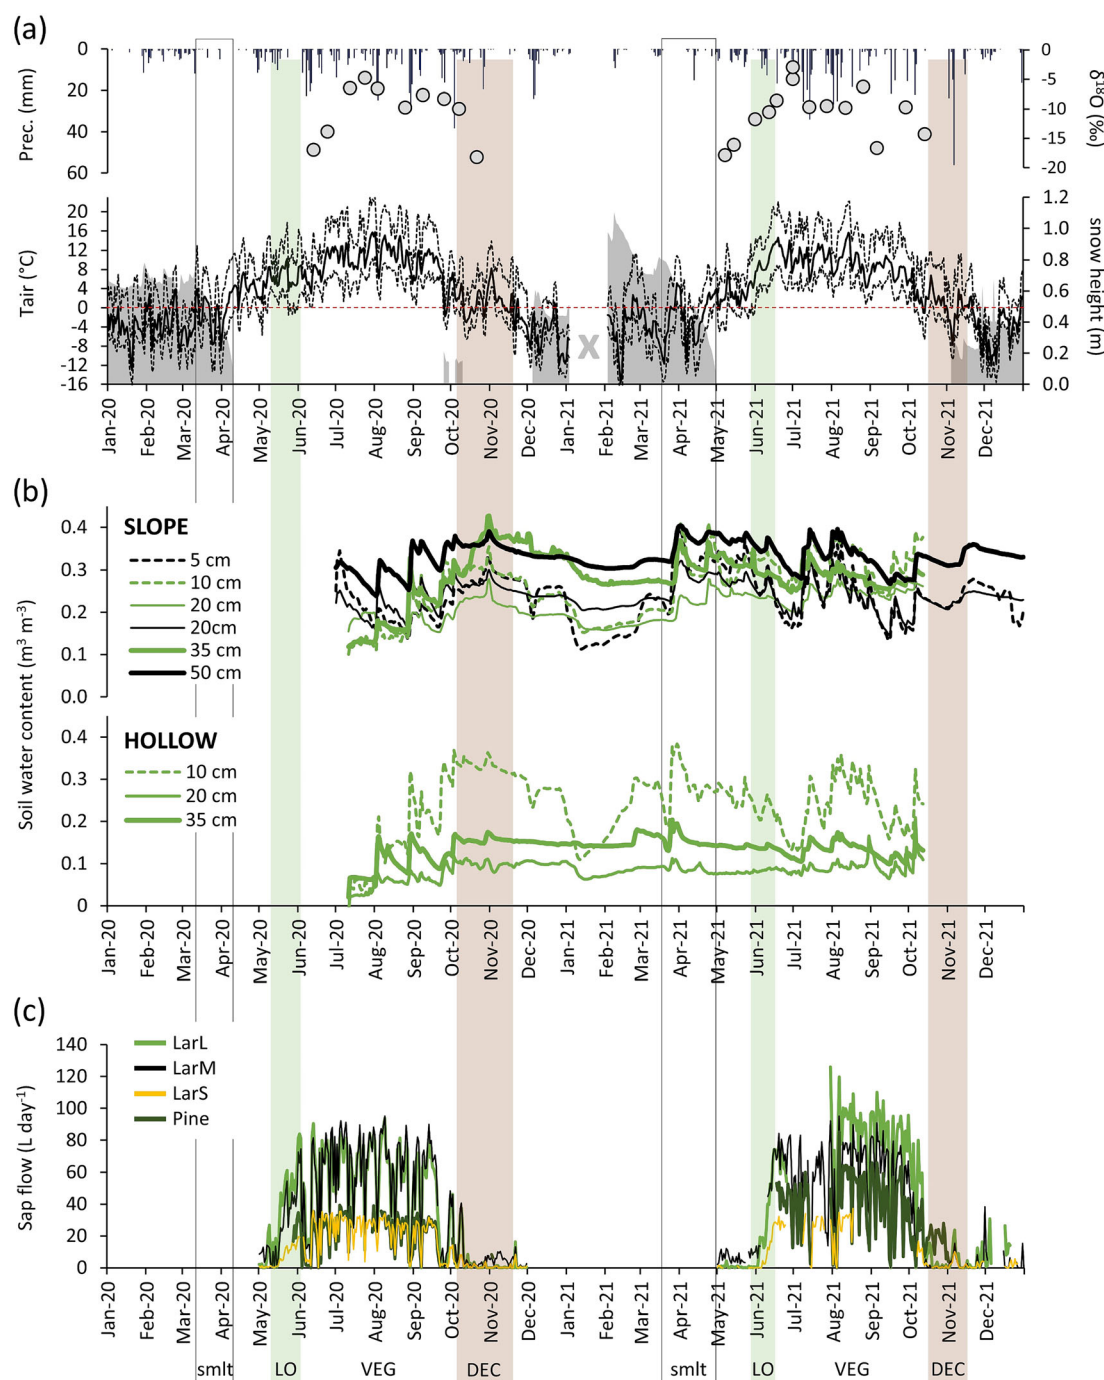 (a)
0
20
40
60
Prec. (mm)
0
-5
-10
-15
-20
δ¹⁸O (‰)
20
16
12
8
4
0
-4
-8
-12
-16
Tair (°C)
X
1.2
1.0
0.8
0.6
0.4
0.2
0.0
snow height (m)
Jan-20
Feb-20
Mar-20
Apr-20
May-20
Jun-20
Jul-20
Aug-20
Sep-20
Oct-20
Nov-20
Dec-20
Jan-21
Feb-21
Mar-21
Apr-21
May-21
Jun-21
Jul-21
Aug-21
Sep-21
Oct-21
Nov-21
Dec-21
(b)
Soil water content (m³ m⁻³)
0.4
0.3
0.2
0.1
0.0
SLOPE
5 cm
10 cm
20 cm
20cm
35 cm
50 cm
0.4
0.3
0.2
0.1
0
HOLLOW
10 cm
20 cm
35 cm
Jan-20
Feb-20
Mar-20
Apr-20
May-20
Jun-20
Jul-20
Aug-20
Sep-20
Oct-20
Nov-20
Dec-20
Jan-21
Feb-21
Mar-21
Apr-21
May-21
Jun-21
Jul-21
Aug-21
Sep-21
Oct-21
Nov-21
Dec-21
(c)
Sap flow (L day⁻¹)
140
120
100
80
60
40
20
0
LarL
LarM
LarS
Pine
Jan-20
Feb-20
Mar-20
Apr-20
May-20
Jun-20
Jul-20
Aug-20
Sep-20
Oct-20
Nov-20
Dec-20
Jan-21
Feb-21
Mar-21
Apr-21
May-21
Jun-21
Jul-21
Aug-21
Sep-21
Oct-21
Nov-21
Dec-21
smlt LO VEG DEC smlt LO VEG DEC